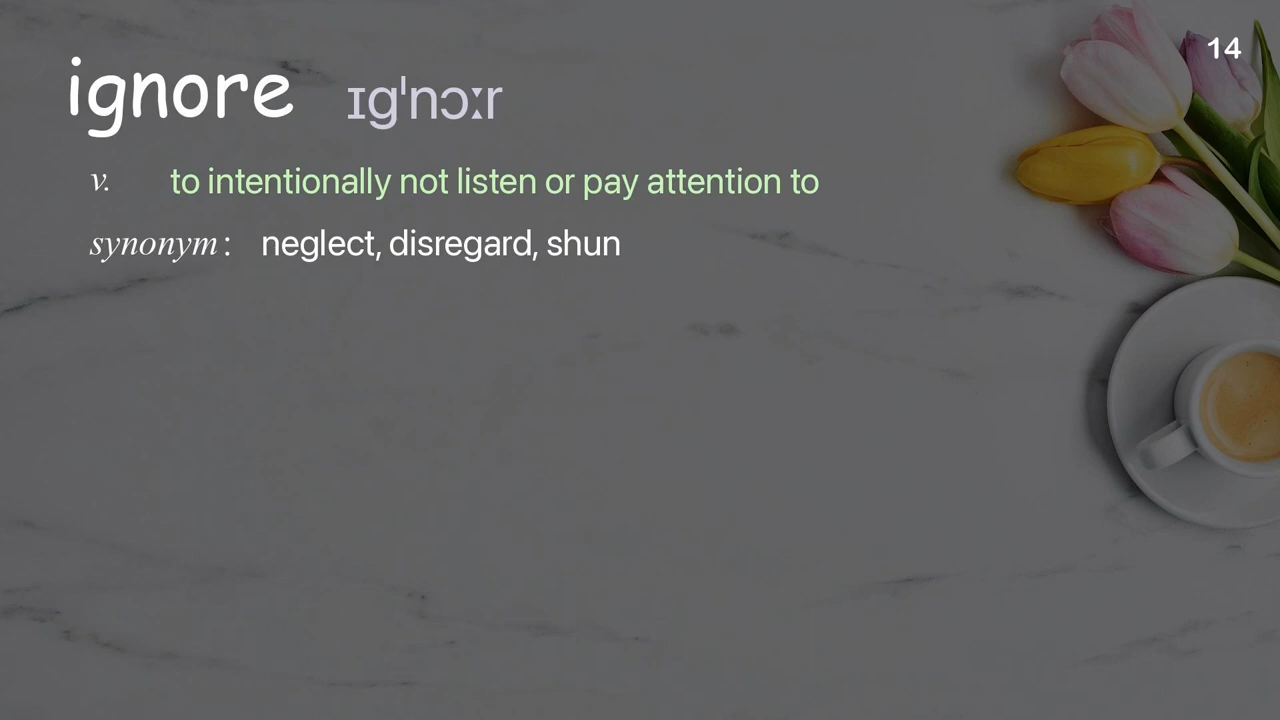 14
ignore ɪgˈnɔːr
v. to intentionally not listen or pay attention to
synonym : neglect, disregard, shun